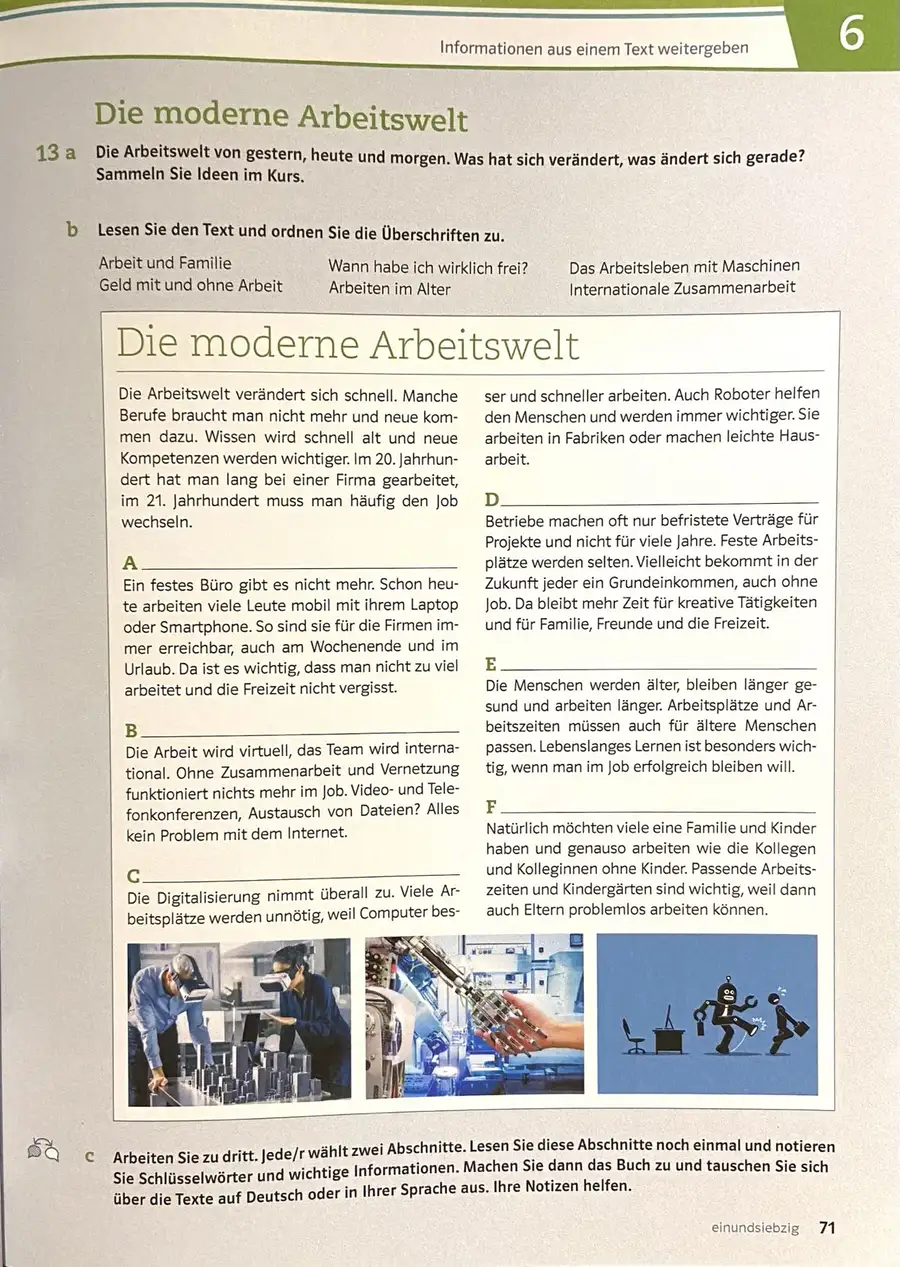 Informationen aus einem Text weitergeben
6
Die moderne Arbeitswelt
13 a Die Arbeitswelt von gestern, heute und morgen. Was hat sich verändert, was ändert sich gerade?
Sammeln Sie Ideen im Kurs.
b Lesen Sie den Text und ordnen Sie die Überschriften zu.
Arbeit und Familie
Wann habe ich wirklich frei?
Das Arbeitsleben mit Maschinen
Geld mit und ohne Arbeit
Arbeiten im Alter
Internationale Zusammenarbeit
Die moderne Arbeitswelt
Die Arbeitswelt verändert sich schnell. Manche
Berufe braucht man nicht mehr und neue kom-
men dazu. Wissen wird schnell alt und neue
Kompetenzen werden wichtiger. Im 20. Jahrhun-
dert hat man lang bei einer Firma gearbeitet,
im 21. Jahrhundert muss man häufig den Job
wechseln.
A
Ein festes Büro gibt es nicht mehr. Schon heu-
te arbeiten viele Leute mobil mit ihrem Laptop
oder Smartphone. So sind sie für die Firmen im-
mer erreichbar, auch am Wochenende und im
Urlaub. Da ist es wichtig, dass man nicht zu viel
arbeitet und die Freizeit nicht vergisst.
B
Die Arbeit wird virtuell, das Team wird interna-
tional. Ohne Zusammenarbeit und Vernetzung
funktioniert nichts mehr im Job. Video- und Tele-
fonkonferenzen, Austausch von Dateien? Alles
kein Problem mit dem Internet.
C
Die Digitalisierung nimmt überall zu. Viele Ar-
beitsplätze werden unnötig, weil Computer bes-
ser und schneller arbeiten. Auch Roboter helfen
den Menschen und werden immer wichtiger. Sie
arbeiten in Fabriken oder machen leichte Haus-
arbeit.
D
Betriebe machen oft nur befristete Verträge für
Projekte und nicht für viele Jahre. Feste Arbeits-
plätze werden selten. Vielleicht bekommt in der
Zukunft jeder ein Grundeinkommen, auch ohne
Job. Da bleibt mehr Zeit für kreative Tätigkeiten
und für Familie, Freunde und die Freizeit.
E
Die Menschen werden älter, bleiben länger ge-
sund und arbeiten länger. Arbeitsplätze und Ar-
beitszeiten müssen auch für ältere Menschen
passen. Lebenslanges Lernen ist besonders wich-
tig, wenn man im Job erfolgreich bleiben will.
F
Natürlich möchten viele eine Familie und Kinder
haben und genauso arbeiten wie die Kollegen
und Kolleginnen ohne Kinder. Passende Arbeits-
zeiten und Kindergärten sind wichtig, weil dann
auch Eltern problemlos arbeiten können.
c Arbeiten Sie zu dritt. Jede/r wählt zwei Abschnitte. Lesen Sie diese Abschnitte noch einmal und notieren
Sie Schlüsselwörter und wichtige Informationen. Machen Sie dann das Buch zu und tauschen Sie sich
über die Texte auf Deutsch oder in Ihrer Sprache aus. Ihre Notizen helfen.
einundsiebzig 71